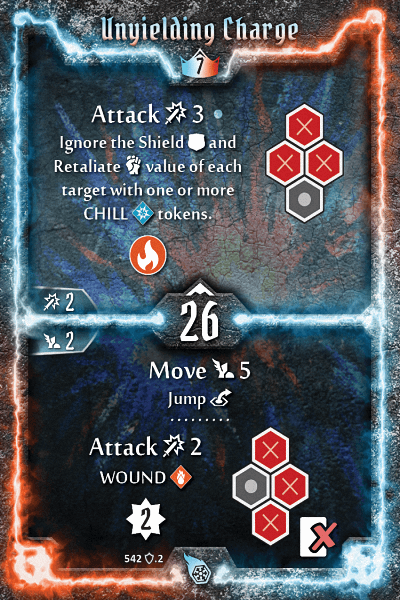 Unyielding Charge
7
Attack 3
Ignore the Shield and
Retaliate value of each
target with one or more
CHILL tokens.
2
26
2
Move 5
Jump
Attack 2
WOUND
2
542 .2